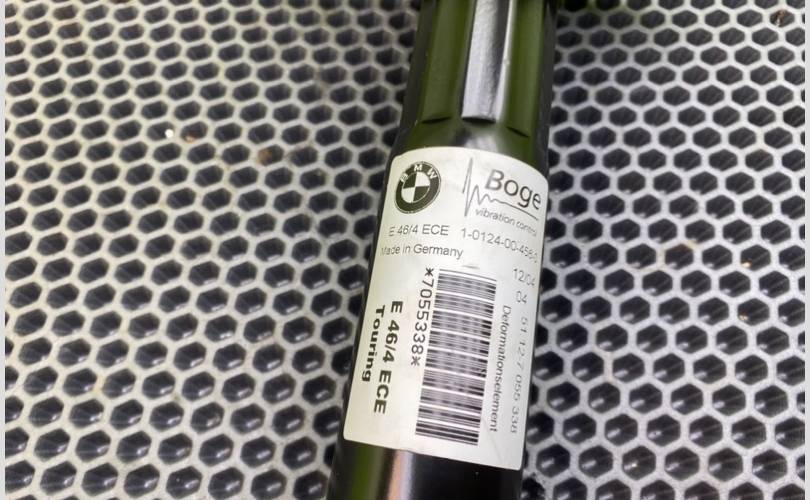 BMW
Boge
vibration control
E 46/4 ECE 1-0124-00-456-0
Made in Germany
12/04
04
51 12-7 055 338
Deformationselement
*7055338*
E 46/4 ECE
Touring